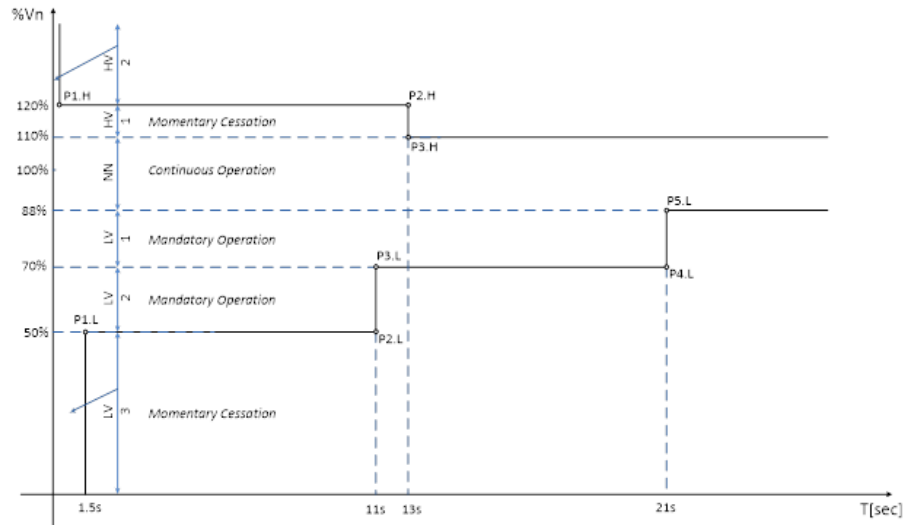 %Vn
HV 2
P1.H
P2.H
120%
HV 1
Momentary Cessation
110%
P3.H
100%
NN
Continuous Operation
88%
P5.L
LV 1
Mandatory Operation
P3.L
70%
P4.L
LV 2
Mandatory Operation
P1.L
50%
P2.L
LV 3
Momentary Cessation
1.5s
11s
13s
21s
T[sec]